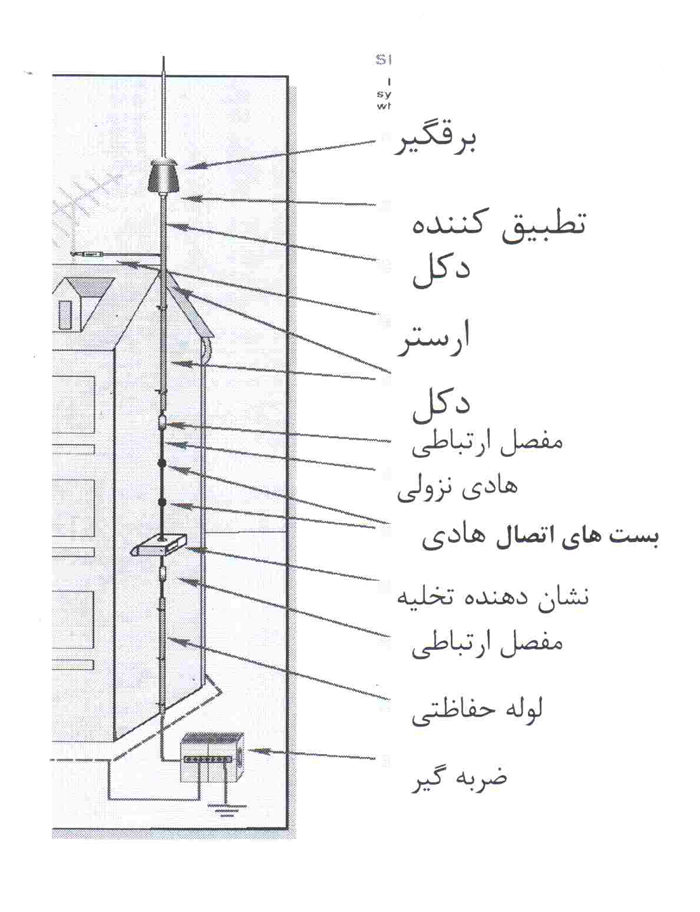 SI
I
sy
wh
برقگیر
تطبیق کننده
دکل
ارستر
دکل
مفصل ارتباطی
هادی نزولی
بست های اتصال هادی
نشان دهنده تخلیه
مفصل ارتباطی
لوله حفاظتی
ضربه گیر